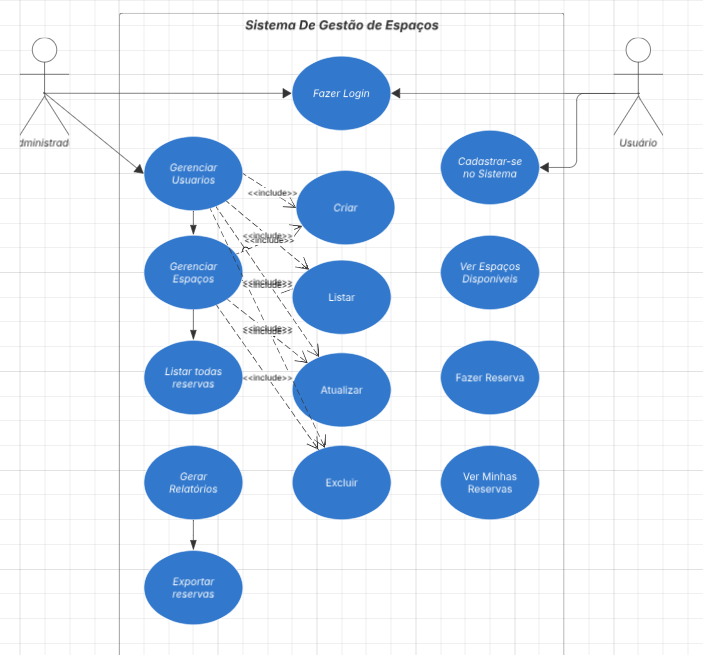 Sistema De Gestão de Espaços
Fazer Login
dministrad
Usuário
Gerenciar
Usuarios
Cadastrar-se
no Sistema
<<include>>
Criar
<<include>>
<<include>>
Gerenciar
Espaços
Ver Espaços
Disponíveis
<<include>>
<<include>>
Listar
<<include>>
<<include>>
Listar todas
reservas
<<include>>
Atualizar
Fazer Reserva
Gerar
Relatórios
Excluir
Ver Minhas
Reservas
Exportar
reservas